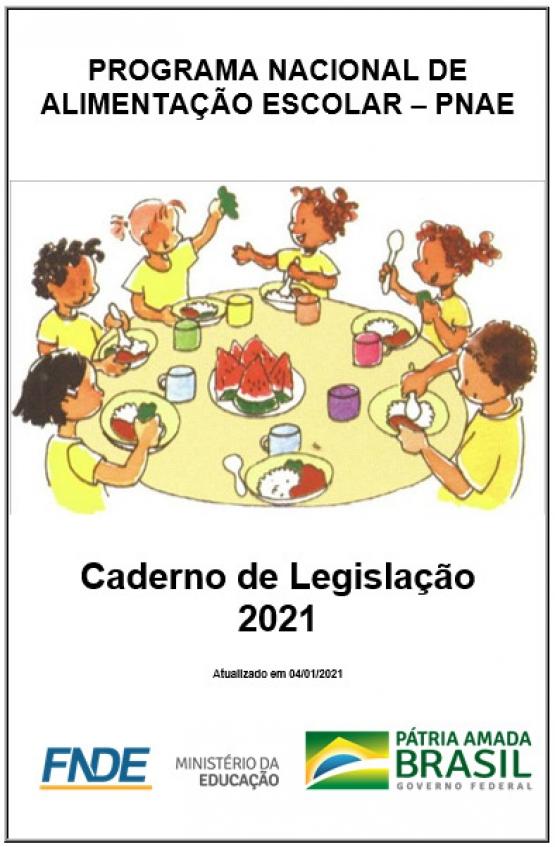 PROGRAMA NACIONAL DE
ALIMENTAÇÃO ESCOLAR – PNAE
Caderno de Legislação
2021
Atualizado em 04/01/2021
FNDE
MINISTÉRIO DA
EDUCAÇÃO
PÁTRIA AMADA
BRASIL
GOVERNO FEDERAL